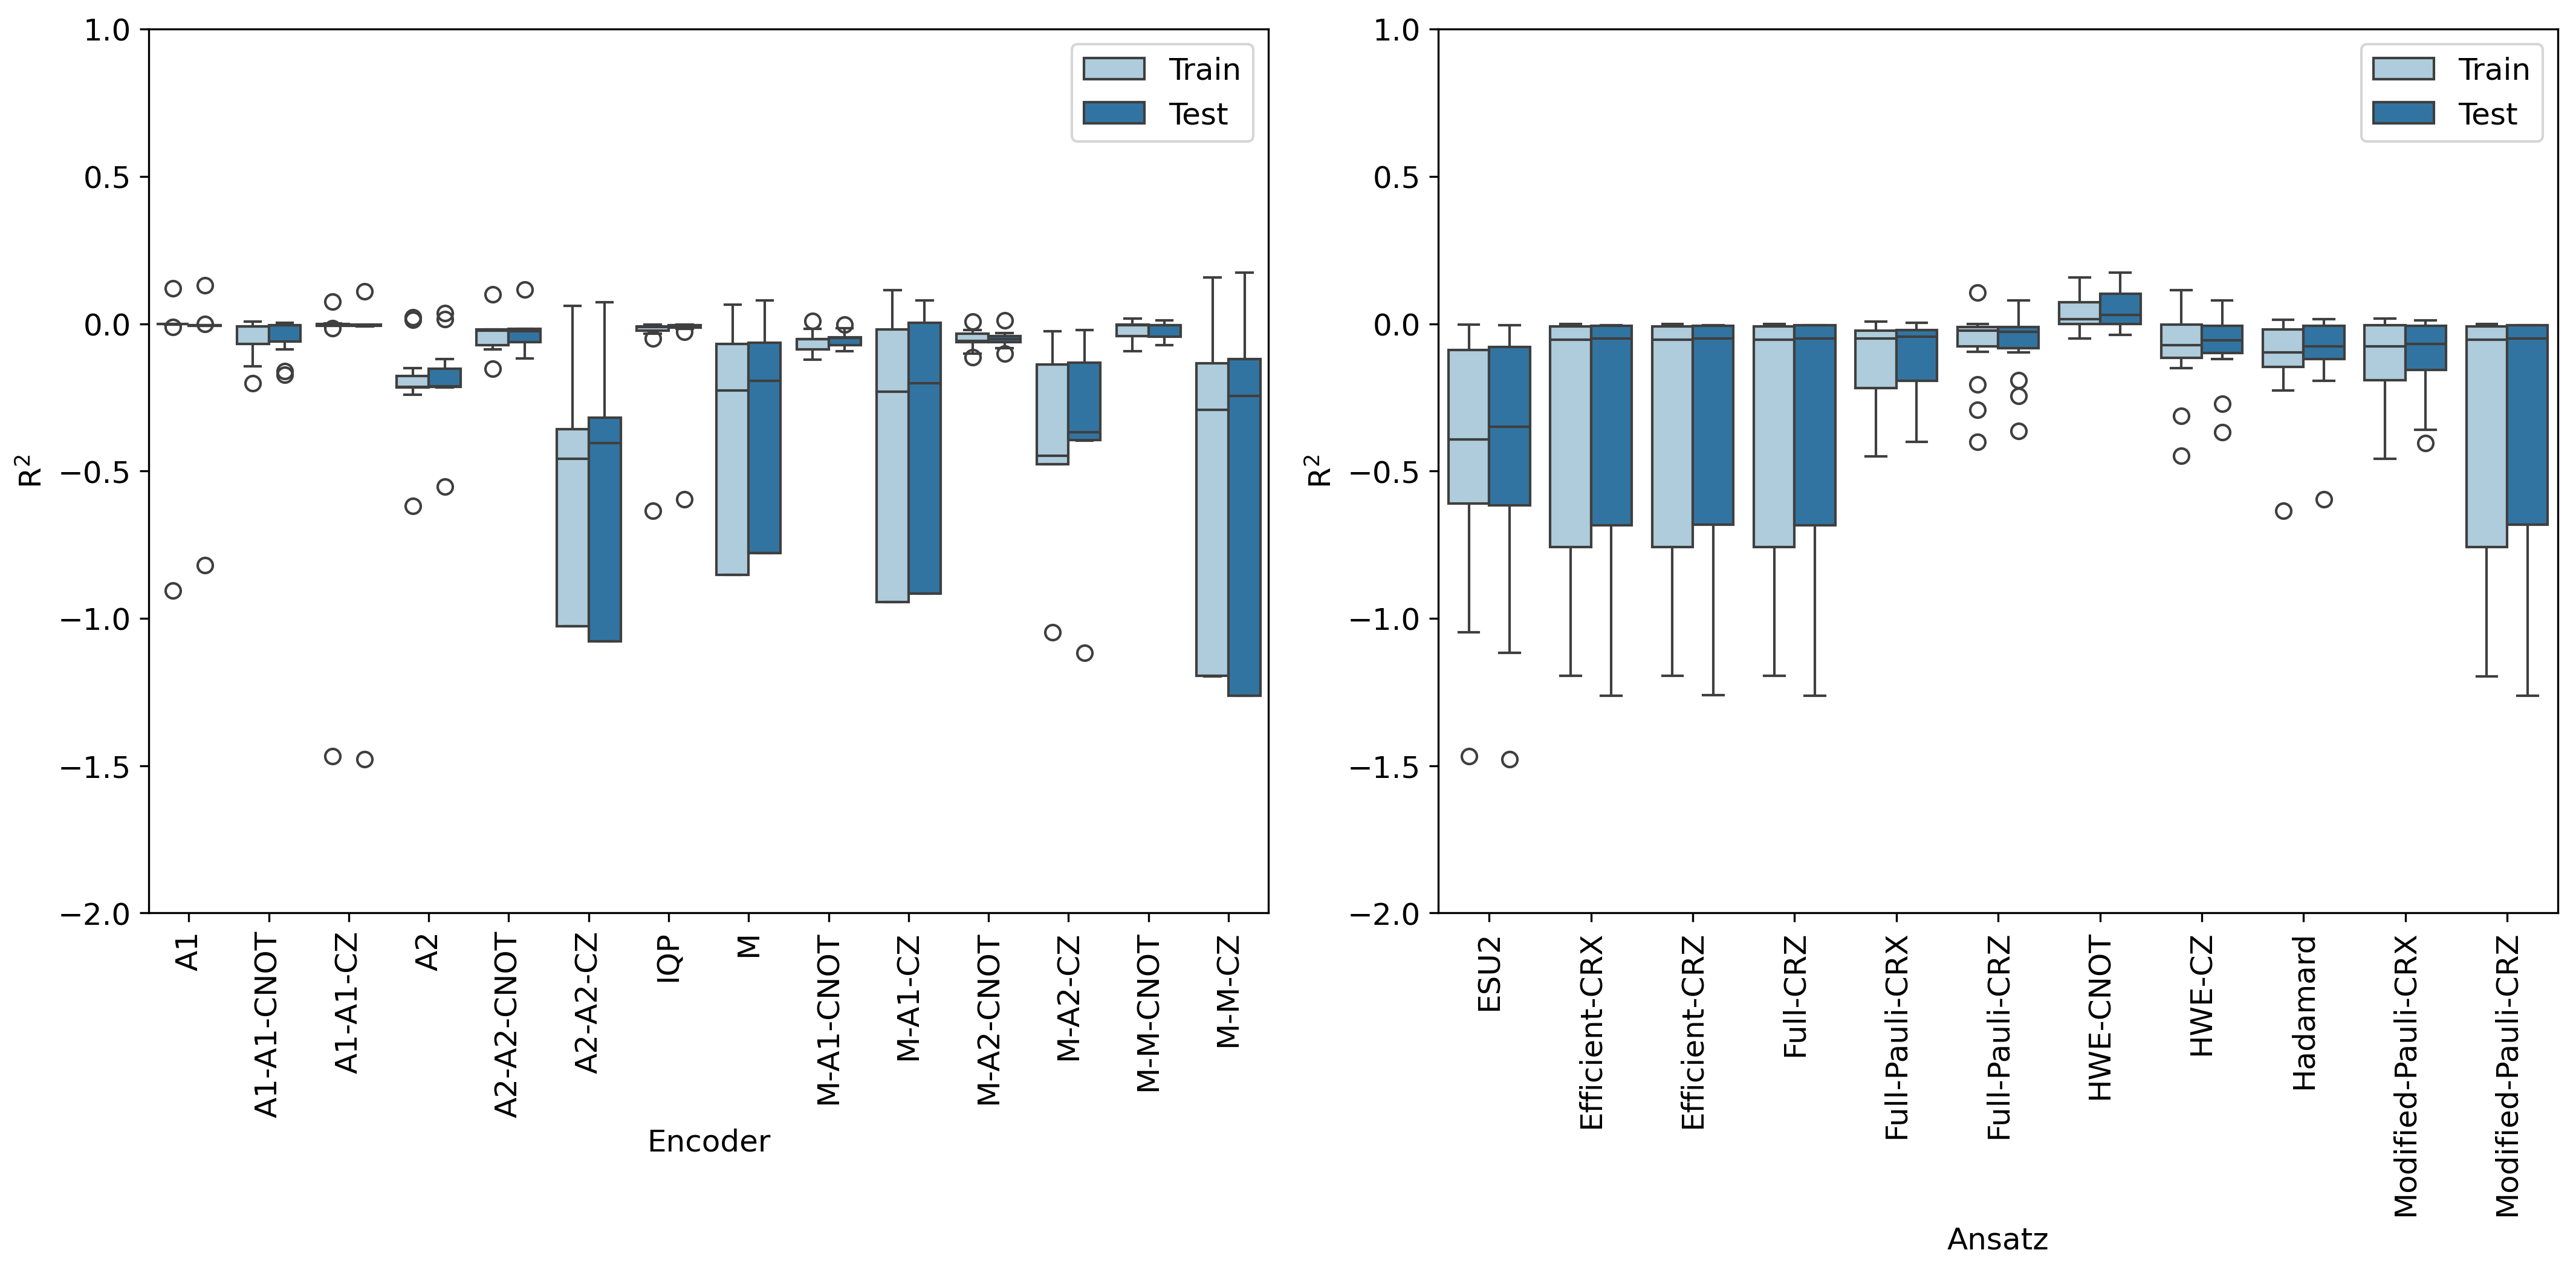 1.0
0.5
0.0
−0.5
−1.0
−1.5
−2.0
R²
Train
Test
A1
A1-A1-CNOT
A1-A1-CZ
A2
A2-A2-CNOT
A2-A2-CZ
IQP
M
M-A1-CNOT
M-A1-CZ
M-A2-CNOT
M-A2-CZ
M-M-CNOT
M-M-CZ
Encoder
1.0
0.5
0.0
−0.5
−1.0
−1.5
−2.0
R²
Train
Test
ESU2
Efficient-CRX
Efficient-CRZ
Full-CRZ
Full-Pauli-CRX
Full-Pauli-CRZ
HWE-CNOT
HWE-CZ
Hadamard
Modified-Pauli-CRX
Modified-Pauli-CRZ
Ansatz